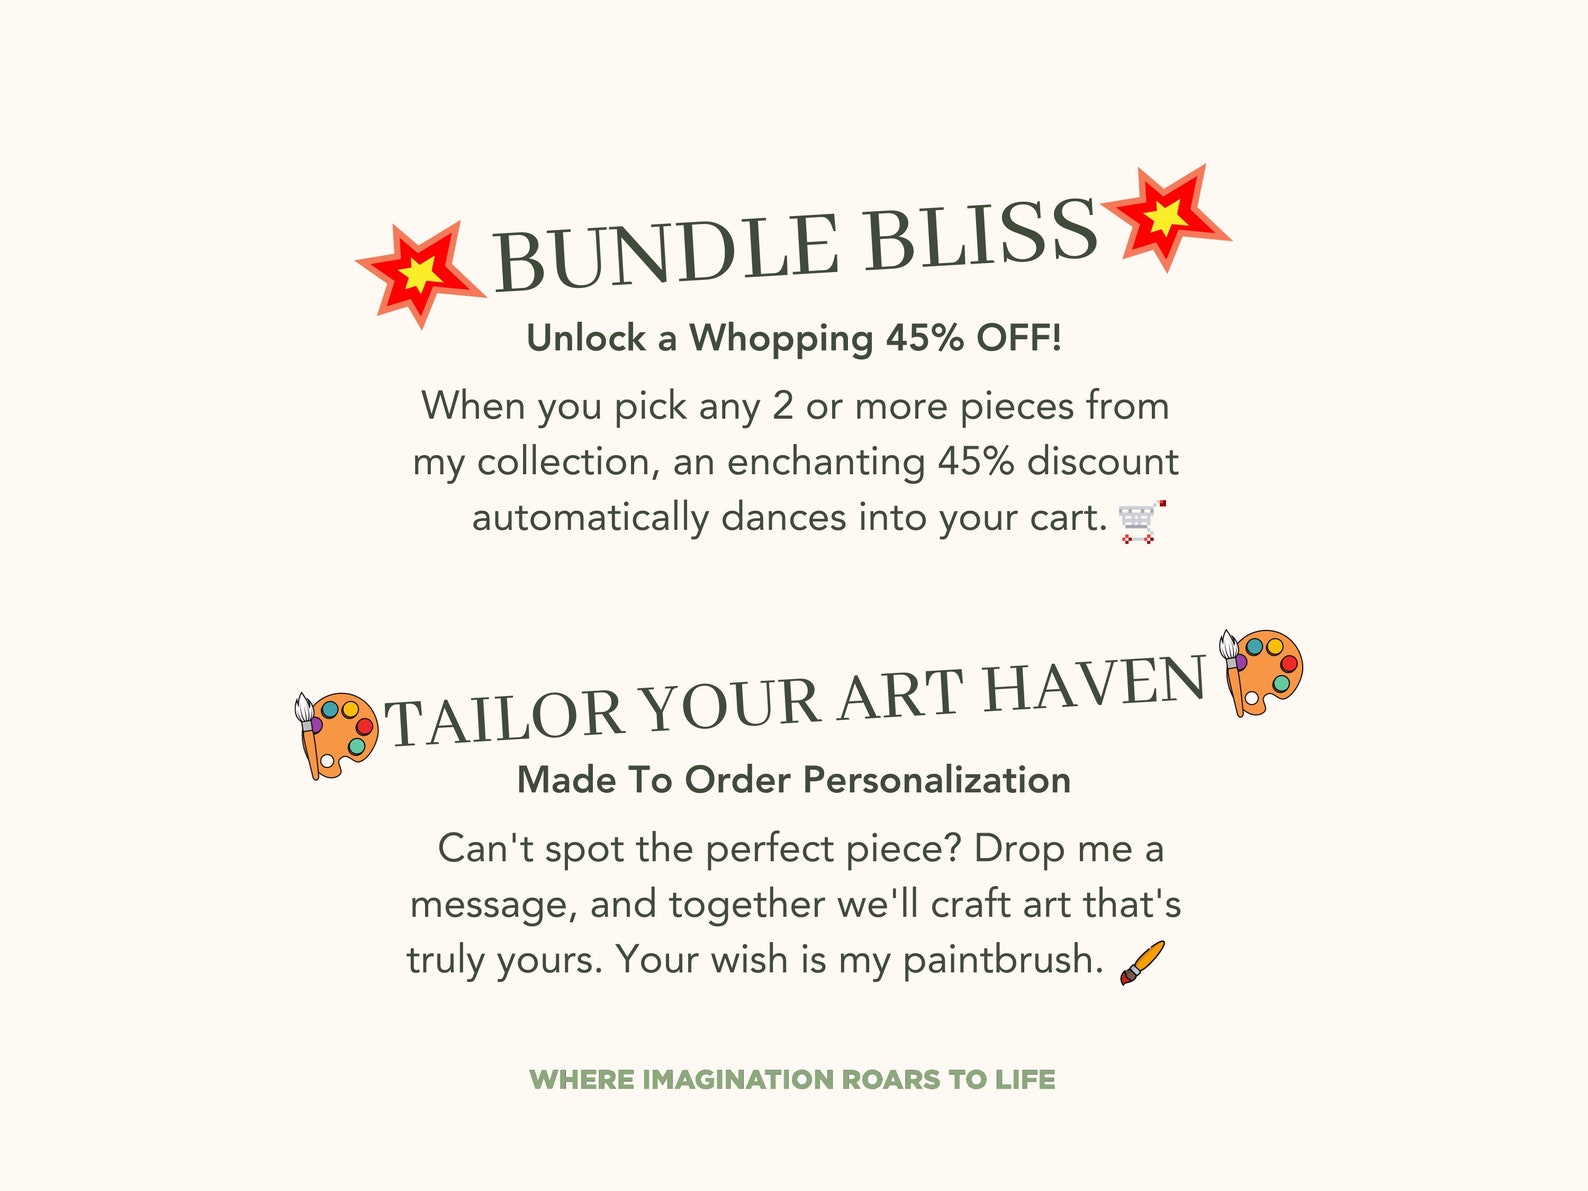 BUNDLE BLISS
Unlock a Whopping 45% OFF!
When you pick any 2 or more pieces from
my collection, an enchanting 45% discount
automatically dances into your cart.
TAILOR YOUR ART HAVEN
Made To Order Personalization
Can't spot the perfect piece? Drop me a
message, and together we'll craft art that's
truly yours. Your wish is my paintbrush.
WHERE IMAGINATION ROARS TO LIFE